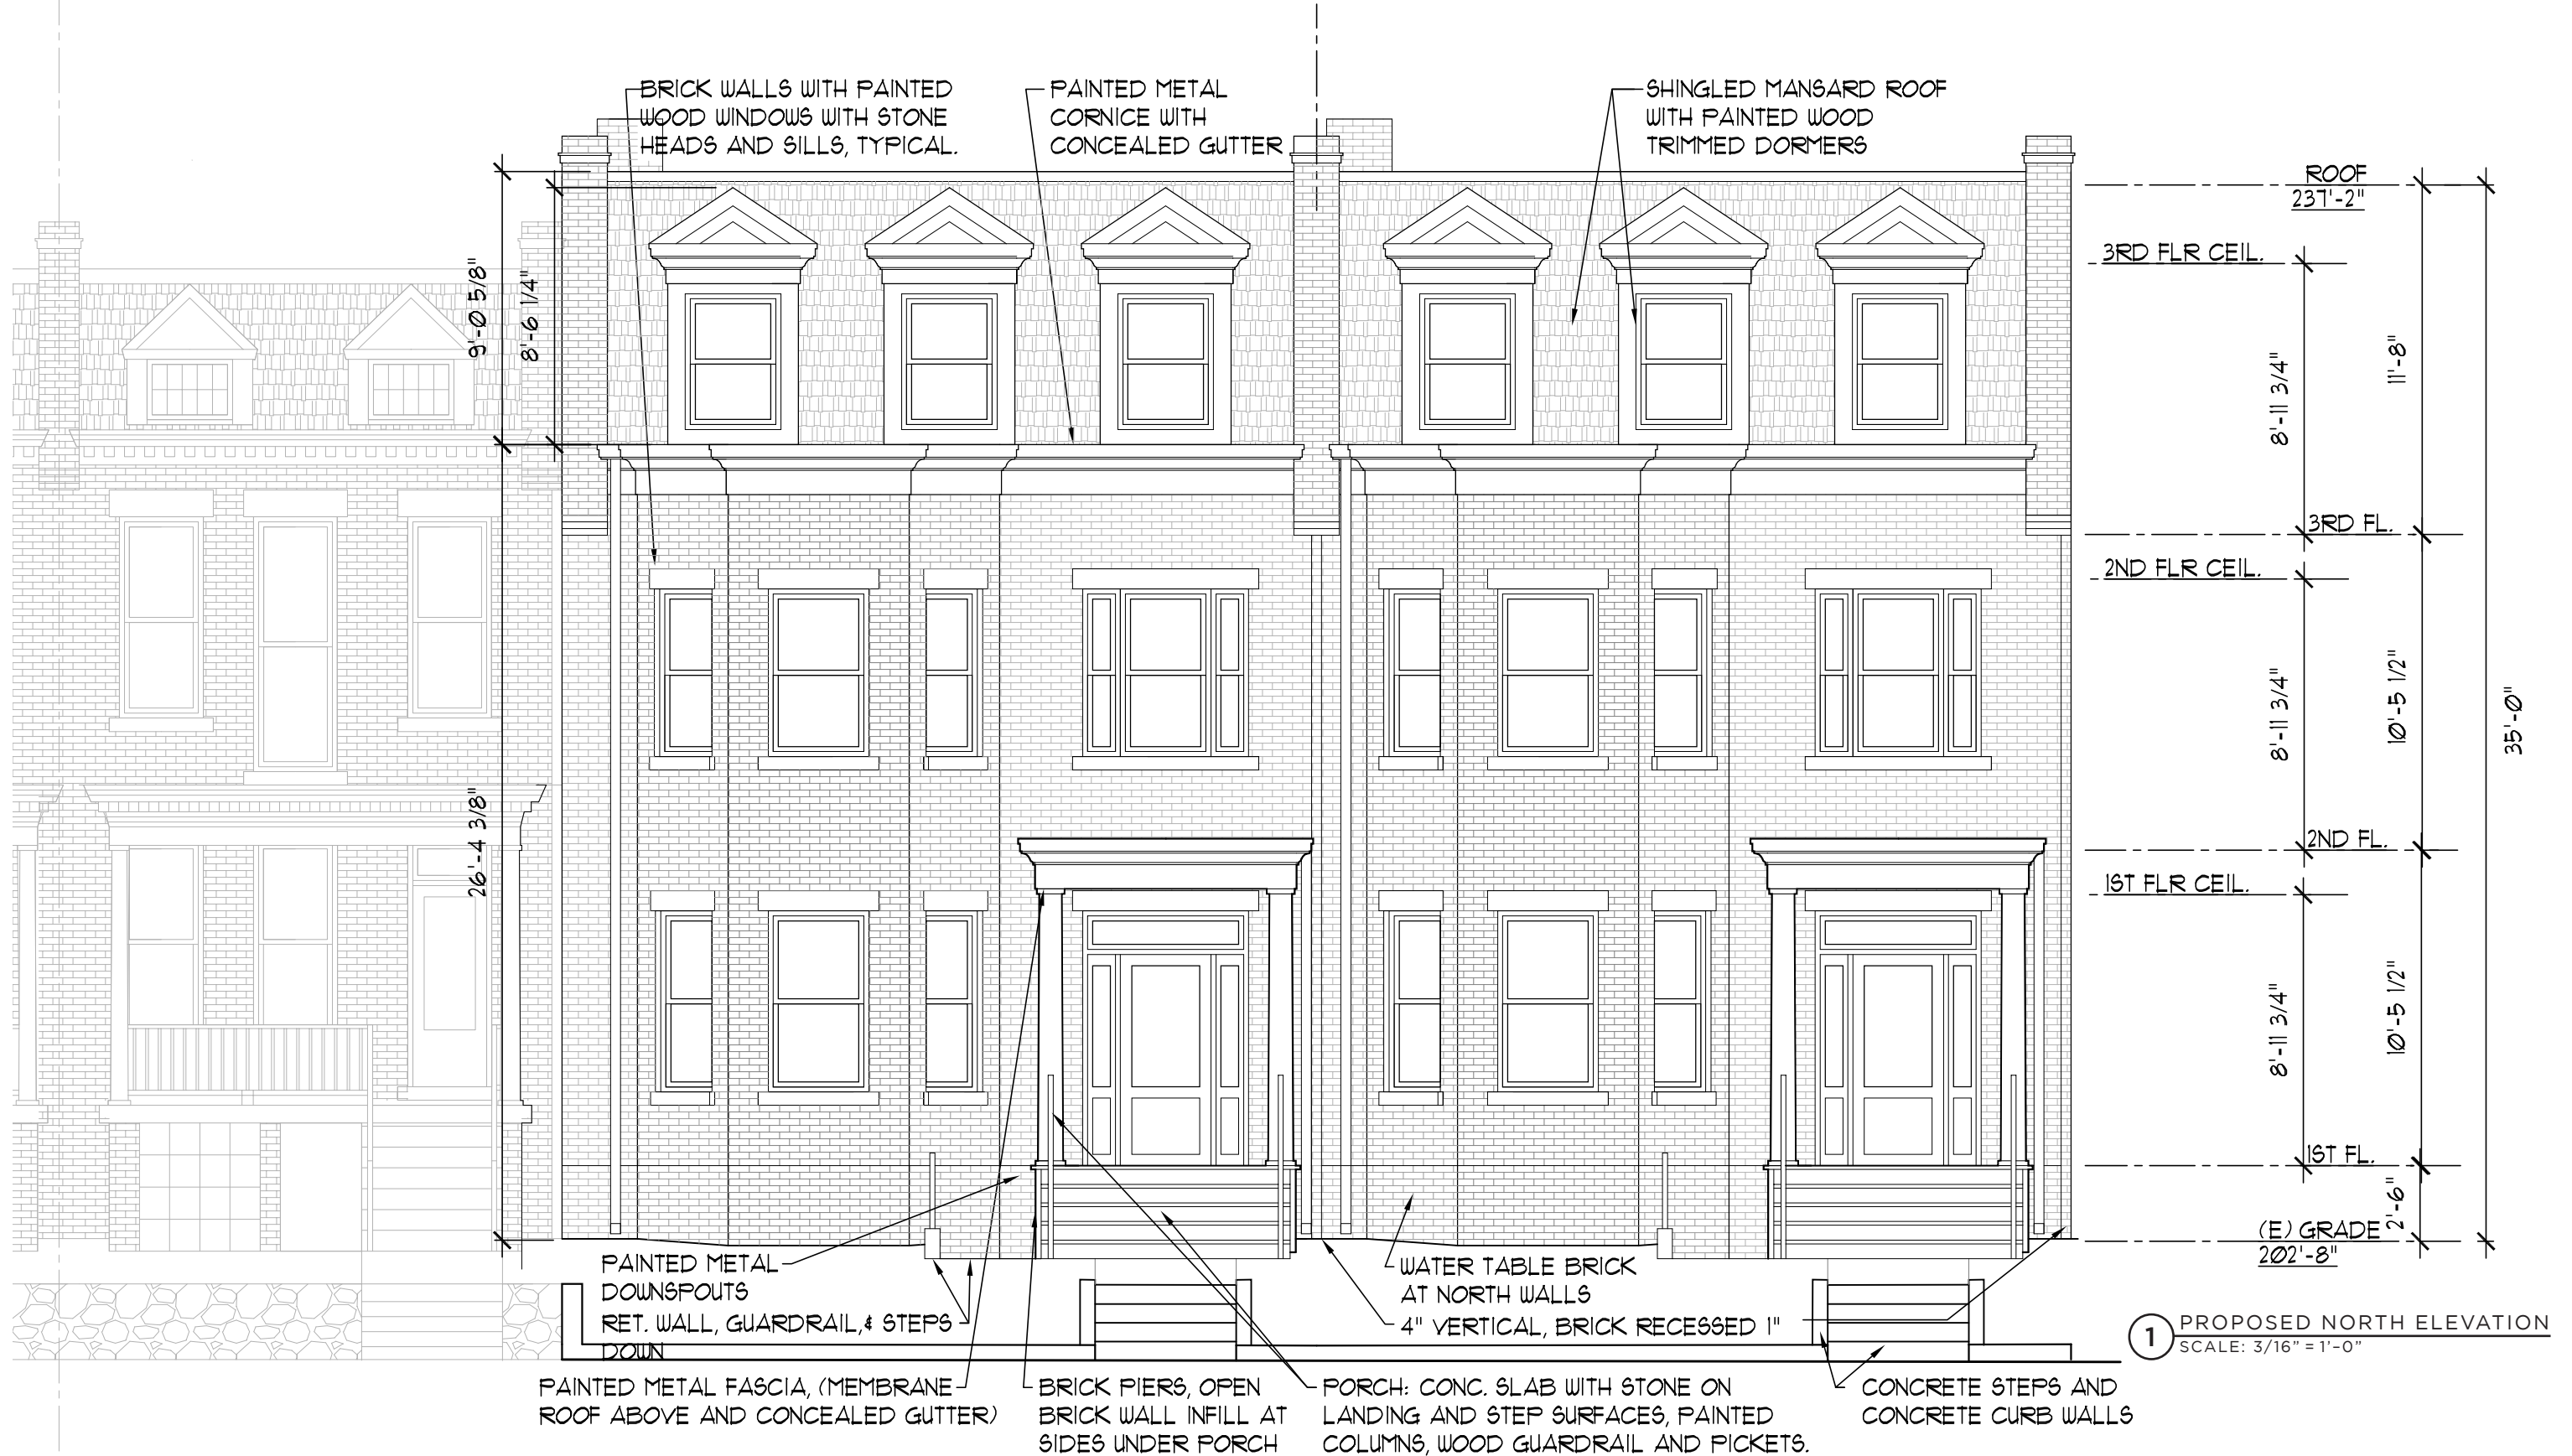 BRICK WALLS WITH PAINTED
WOOD WINDOWS WITH STONE
HEADS AND SILLS, TYPICAL.
PAINTED METAL
CORNICE WITH
CONCEALED GUTTER
SHINGLED MANSARD ROOF
WITH PAINTED WOOD
TRIMMED DORMERS
ROOF
237'-2"
3RD FLR CEIL.
9'-0 5/8"
8'-6 1/4"
8'-11 3/4"
11'-8"
3RD FL.
2ND FLR CEIL.
8'-11 3/4"
10'-5 1/2"
35'-0"
26'-4 3/8"
2ND FL.
1ST FLR CEIL.
8'-11 3/4"
10'-5 1/2"
1ST FL.
2'-6"
(E) GRADE
202'-8"
PAINTED METAL
DOWNSPOUTS
RET. WALL, GUARDRAIL, & STEPS
DOWN
WATER TABLE BRICK
AT NORTH WALLS
4" VERTICAL, BRICK RECESSED 1"
1 PROPOSED NORTH ELEVATION
SCALE: 3/16" = 1'-0"
PAINTED METAL FASCIA, (MEMBRANE
ROOF ABOVE AND CONCEALED GUTTER)
BRICK PIERS, OPEN
BRICK WALL INFILL AT
SIDES UNDER PORCH
PORCH: CONC. SLAB WITH STONE ON
LANDING AND STEP SURFACES, PAINTED
COLUMNS, WOOD GUARDRAIL AND PICKETS.
CONCRETE STEPS AND
CONCRETE CURB WALLS